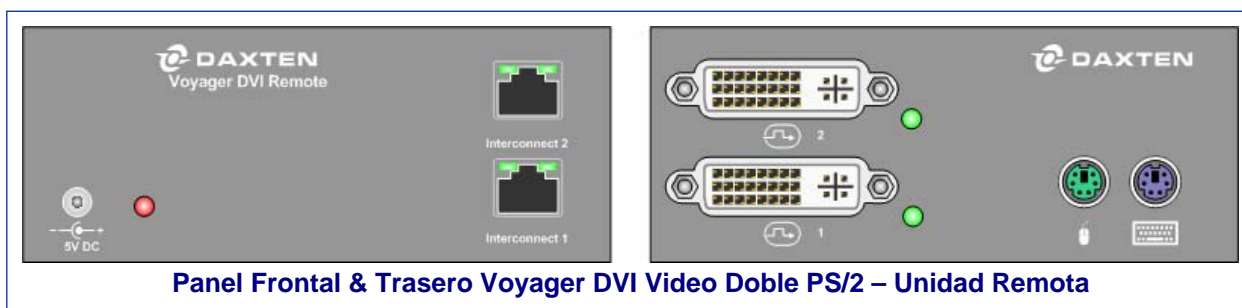 DAXTEN
Voyager DVI Remote
Interconnect 2
Interconnect 1
5V DC
DAXTEN
2
1
Panel Frontal & Trasero Voyager DVI Video Doble PS/2 – Unidad Remota